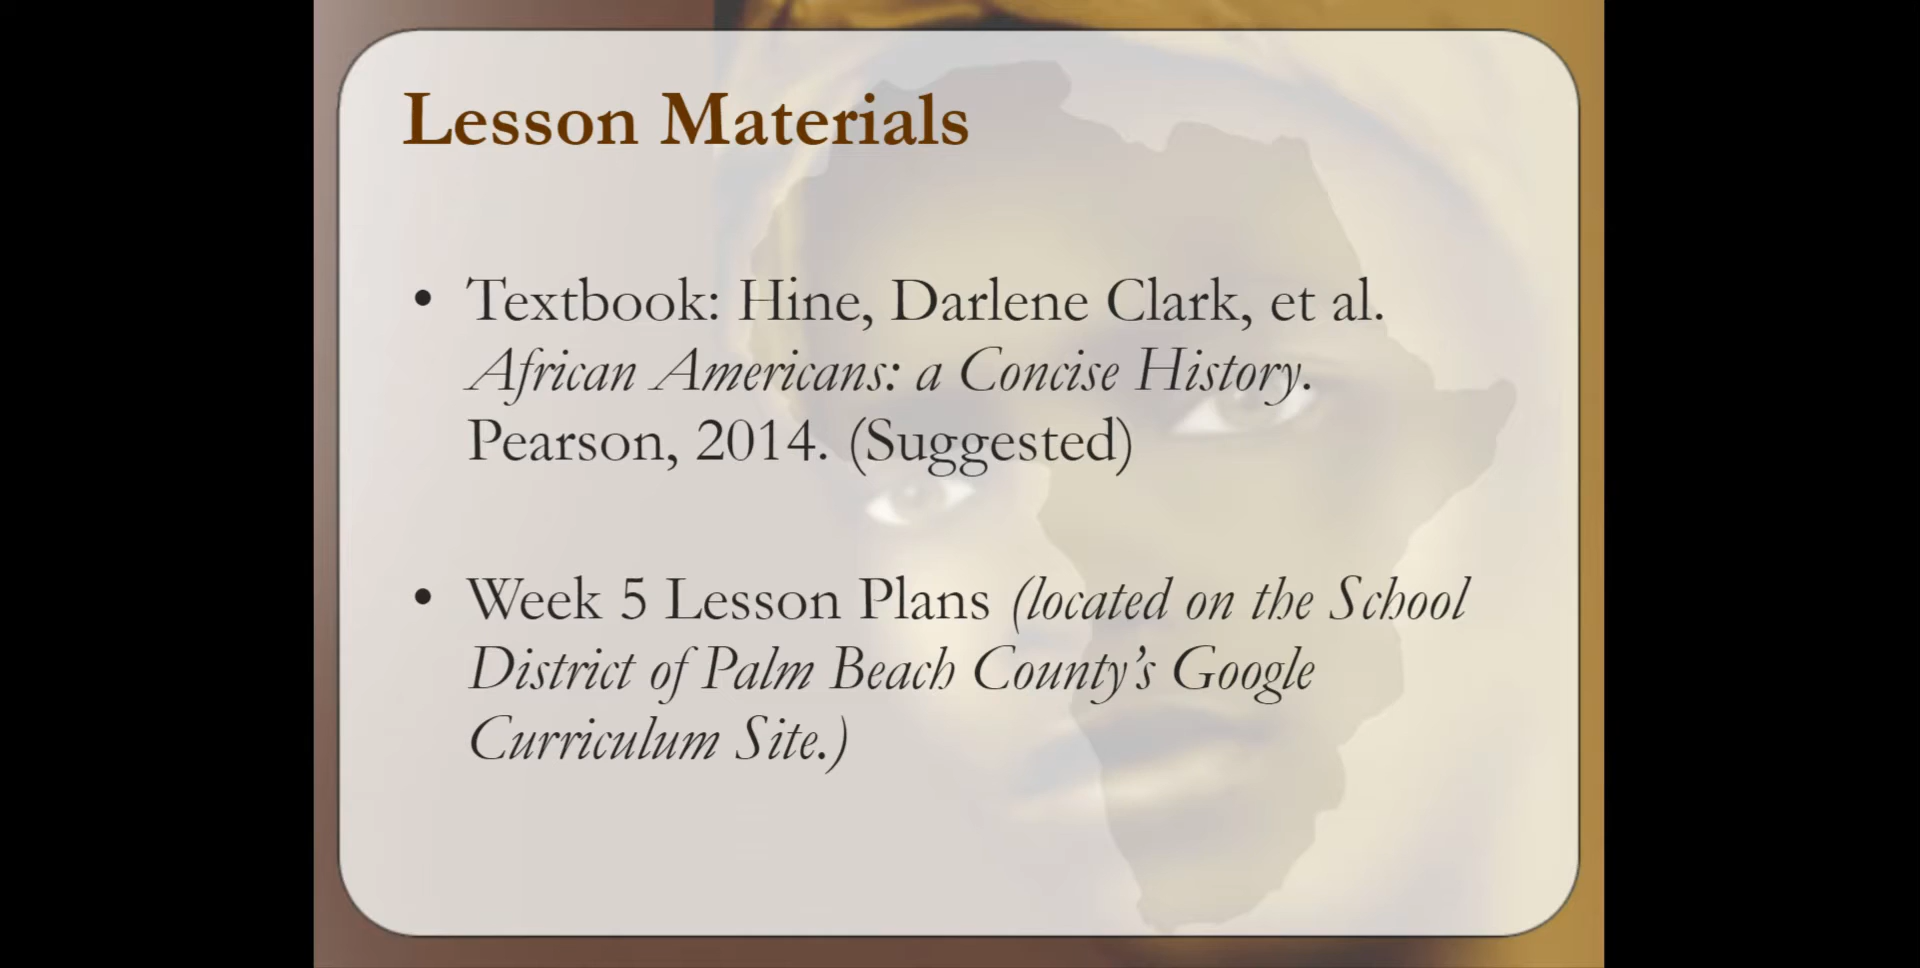 Lesson Materials
• Textbook: Hine, Darlene Clark, et al.
African Americans: a Concise History.
Pearson, 2014. (Suggested)
• Week 5 Lesson Plans (located on the School
District of Palm Beach County’s Google
Curriculum Site.)